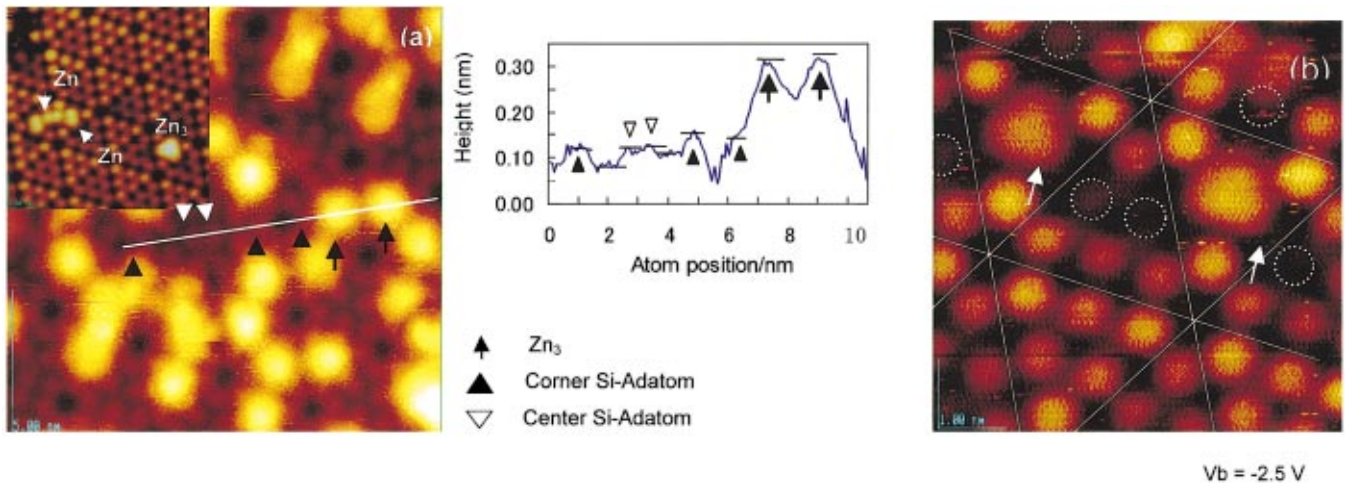 (a)
Zn
Zn
Zn3
5.00 nm
Height (nm)
0.30
0.20
0.10
0.00
0 2 4 6 8 10
Atom position/nm
Zn3
Corner Si-Adatom
Center Si-Adatom
(b)
1.00 nm
Vb = -2.5 V